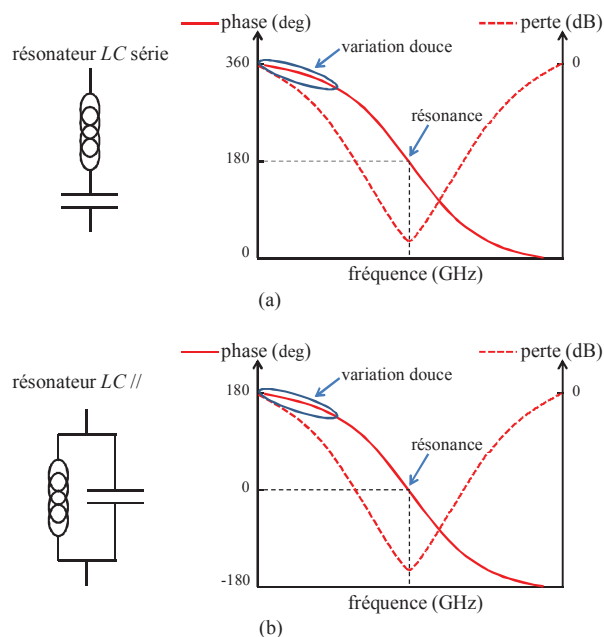 phase (deg)
perte (dB)
résonateur LC série
variation douce
360
0
résonance
180
0
fréquence (GHz)
(a)
phase (deg)
perte (dB)
résonateur LC //
variation douce
180
0
résonance
0
-180
fréquence (GHz)
(b)